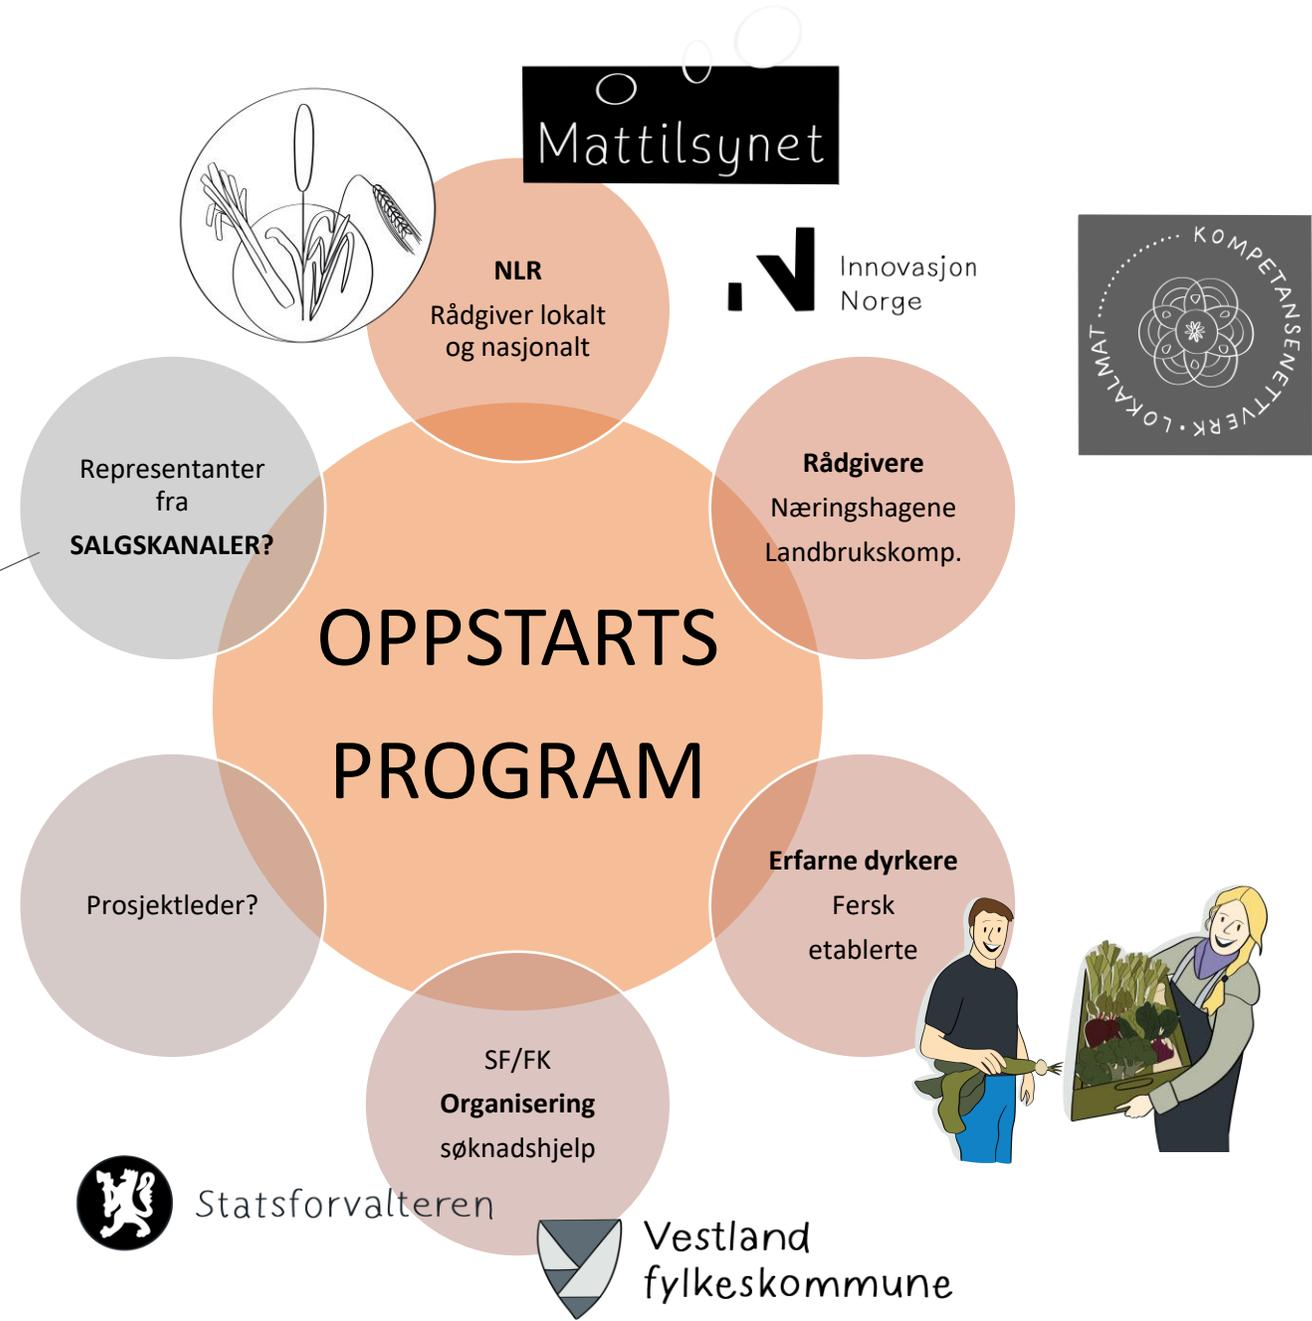 Mattilsynet
NLR
Rådgiver lokalt
og nasjonalt
Innovasjon
Norge
KOMPETANSENETTVERK · LOKALMAT
Representanter
fra
SALGSKANALER?
Rådgivere
Næringshagene
Landbrukskomp.
OPPSTARTS
PROGRAM
Prosjektleder?
Erfarne dyrkere
Fersk
etablerte
SF/FK
Organisering
søknadshjelp
Statsforvalteren
Vestland
fylkeskommune